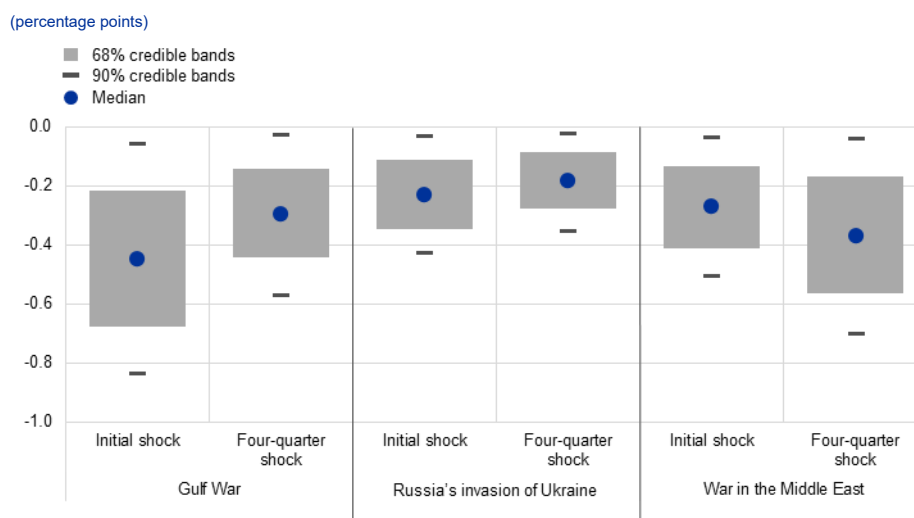 (percentage points)
68% credible bands
90% credible bands
Median
0.0
-0.2
-0.4
-0.6
-0.8
-1.0
Initial shock
Four-quarter
shock
Initial shock
Four-quarter
shock
Initial shock
Four-quarter
shock
Gulf War
Russia's invasion of Ukraine
War in the Middle East